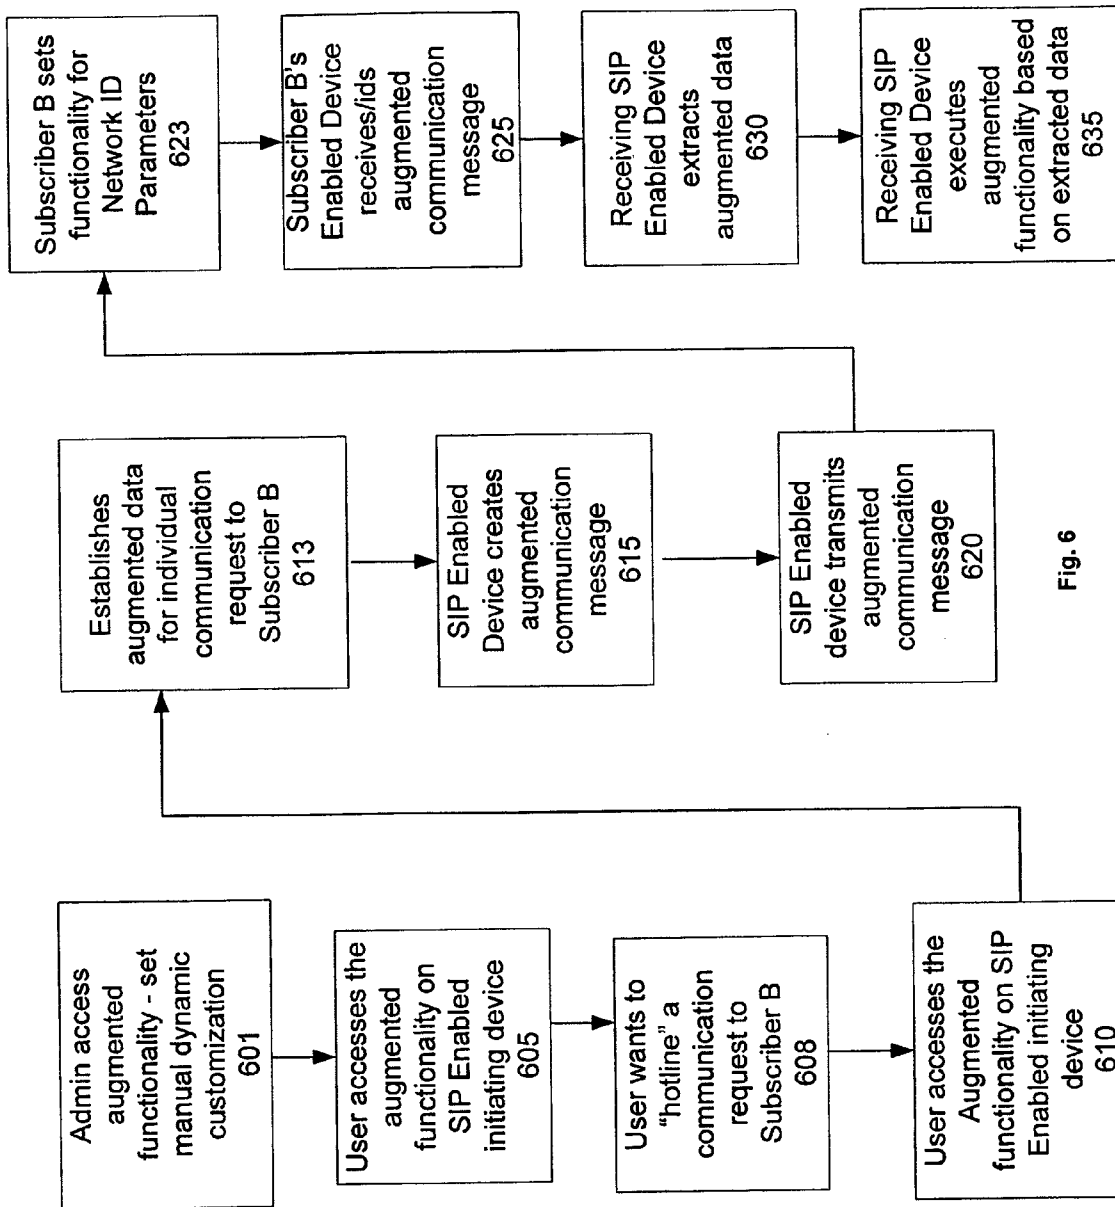 Admin access
augmented
functionality - set
manual dynamic
customization
601
User accesses the
augmented
functionality on
SIP Enabled
initiating device
605
User wants to
“hotline” a
communication
request to
Subscriber B
608
User accesses the
Augmented
functionality on SIP
Enabled initiating
device
610
Establishes
augmented data
for individual
communication
request to
Subscriber B
613
SIP Enabled
Device creates
augmented
communication
message
615
SIP Enabled
device transmits
augmented
communication
message
620
Subscriber B sets
functionality for
Network ID
Parameters
623
Subscriber B's
Enabled Device
receives/ids
augmented
communication
message
625
Receiving SIP
Enabled Device
extracts
augmented data
630
Receiving SIP
Enabled Device
executes
augmented
functionality based
on extracted data
635
Fig. 6